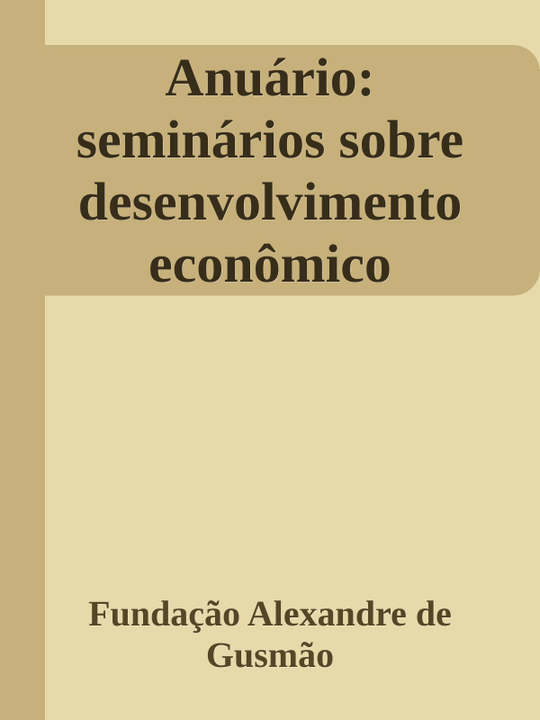 Anuário:
seminários sobre
desenvolvimento
econômico
Fundação Alexandre de
Gusmão